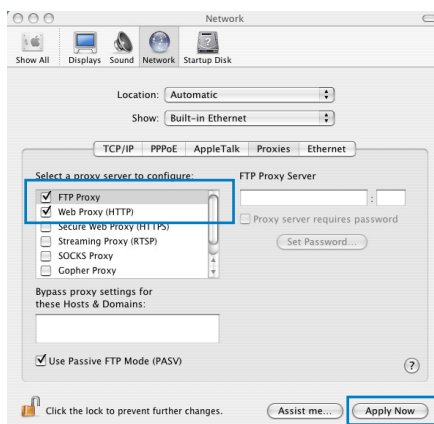 Network
Show All Displays Sound Network Startup Disk
Location: Automatic
Show: Built-in Ethernet
TCP/IP PPPoE AppleTalk Proxies Ethernet
Select a proxy server to configure: FTP Proxy Server
FTP Proxy :
Web Proxy (HTTP) Proxy server requires password
Secure Web Proxy (HTTPS)
Streaming Proxy (RTSP) Set Password...
SOCKS Proxy
Gopher Proxy
Bypass proxy settings for
these Hosts & Domains:
Use Passive FTP Mode (PASV) ?
Click the lock to prevent further changes. Assist me... Apply Now